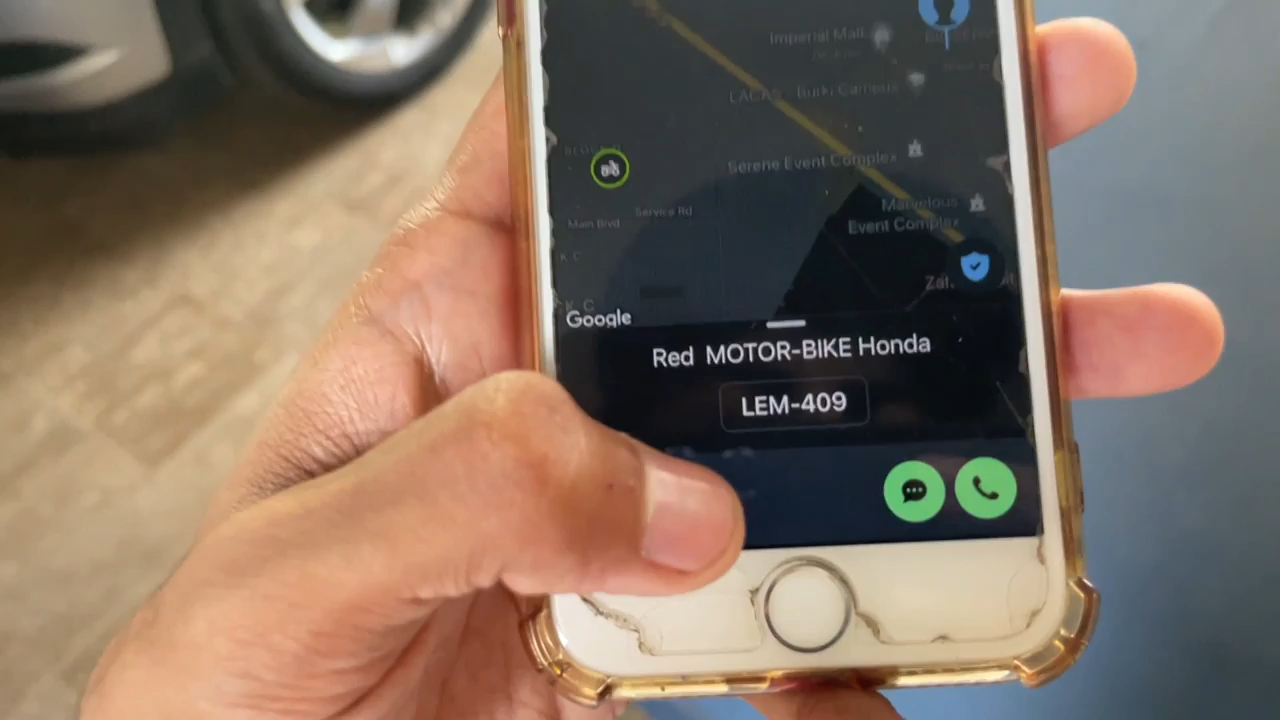 Imperial Mall
LACAS - Burki Campus
Serene Event Complex
Service Rd
Main Blvd
Marvelous
Event Complex
K C
K C
Google
Red MOTOR-BIKE Honda
LEM-409